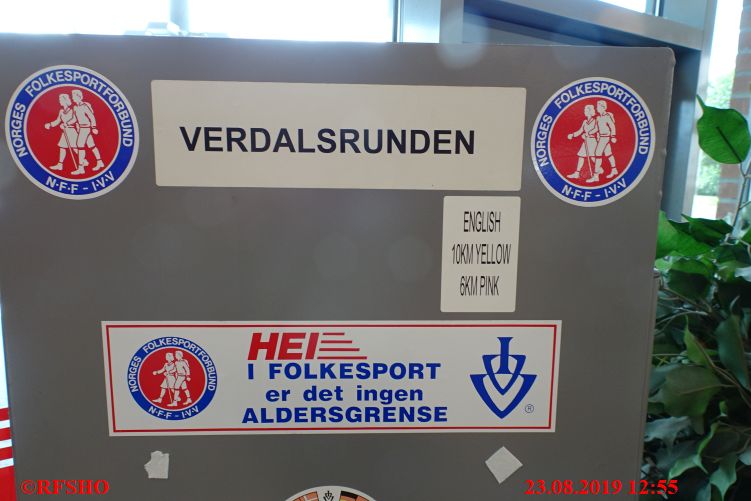 NORGES FOLKESPORTFORBUND
N·F·F - I·V·V
VERDALSRUNDEN
NORGES FOLKESPORTFORBUND
N·F·F - I·V·V
ENGLISH
10KM YELLOW
6KM PINK
NORGES FOLKESPORTFORBUND
N·F·F - I·V·V
HEI
I FOLKESPORT
er det ingen
ALDERSGRENSE
IVV
®
©RFSHO
23.08.2019 12:55